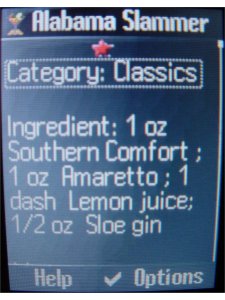 Alabama Slammer
Category: Classics
Ingredient: 1 oz
Southern Comfort ;
1 oz Amaretto ; 1
dash Lemon juice;
1/2 oz Sloe gin
Help Options